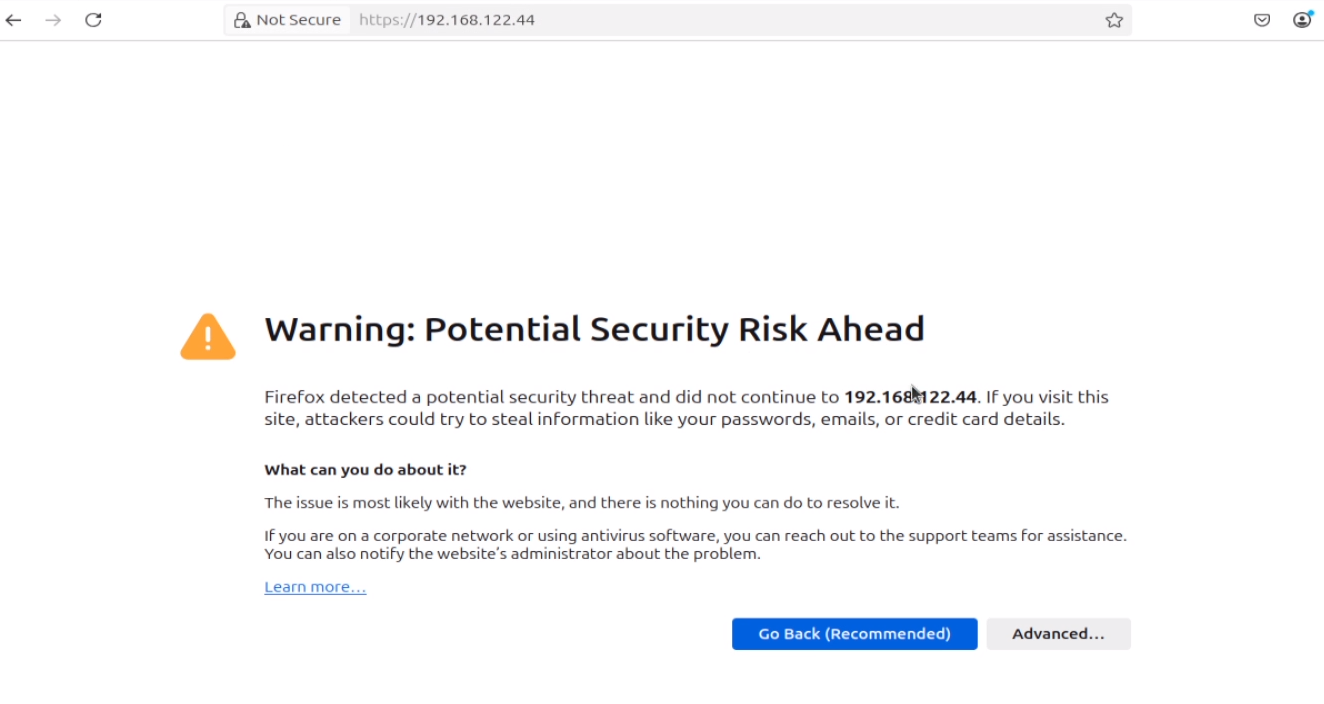 Not Secure https://192.168.122.44
Warning: Potential Security Risk Ahead
Firefox detected a potential security threat and did not continue to 192.168.122.44. If you visit this
site, attackers could try to steal information like your passwords, emails, or credit card details.
What can you do about it?
The issue is most likely with the website, and there is nothing you can do to resolve it.
If you are on a corporate network or using antivirus software, you can reach out to the support teams for assistance.
You can also notify the website’s administrator about the problem.
Learn more…
Go Back (Recommended) Advanced…